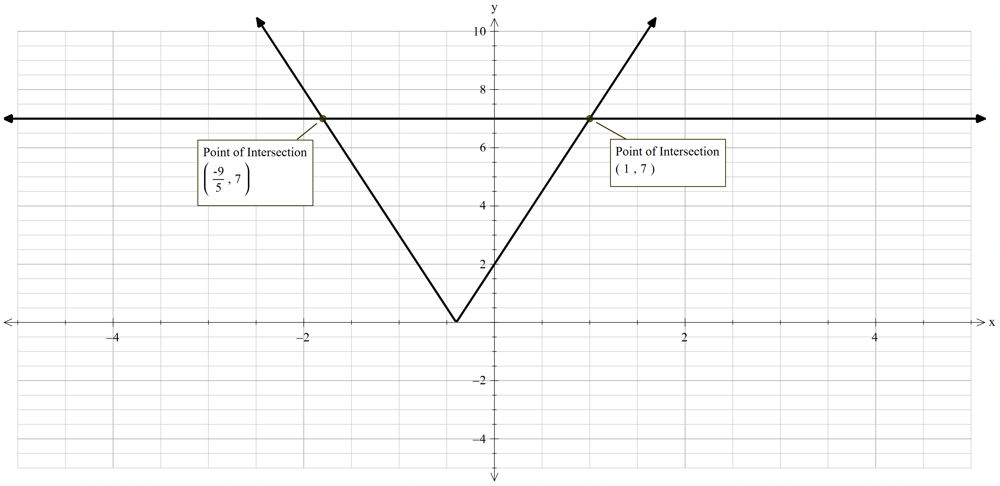 y
10
8
6
Point of Intersection
( -9/5 , 7 )
Point of Intersection
( 1 , 7 )
4
2
x
–4
–2
2
4
–2
–4